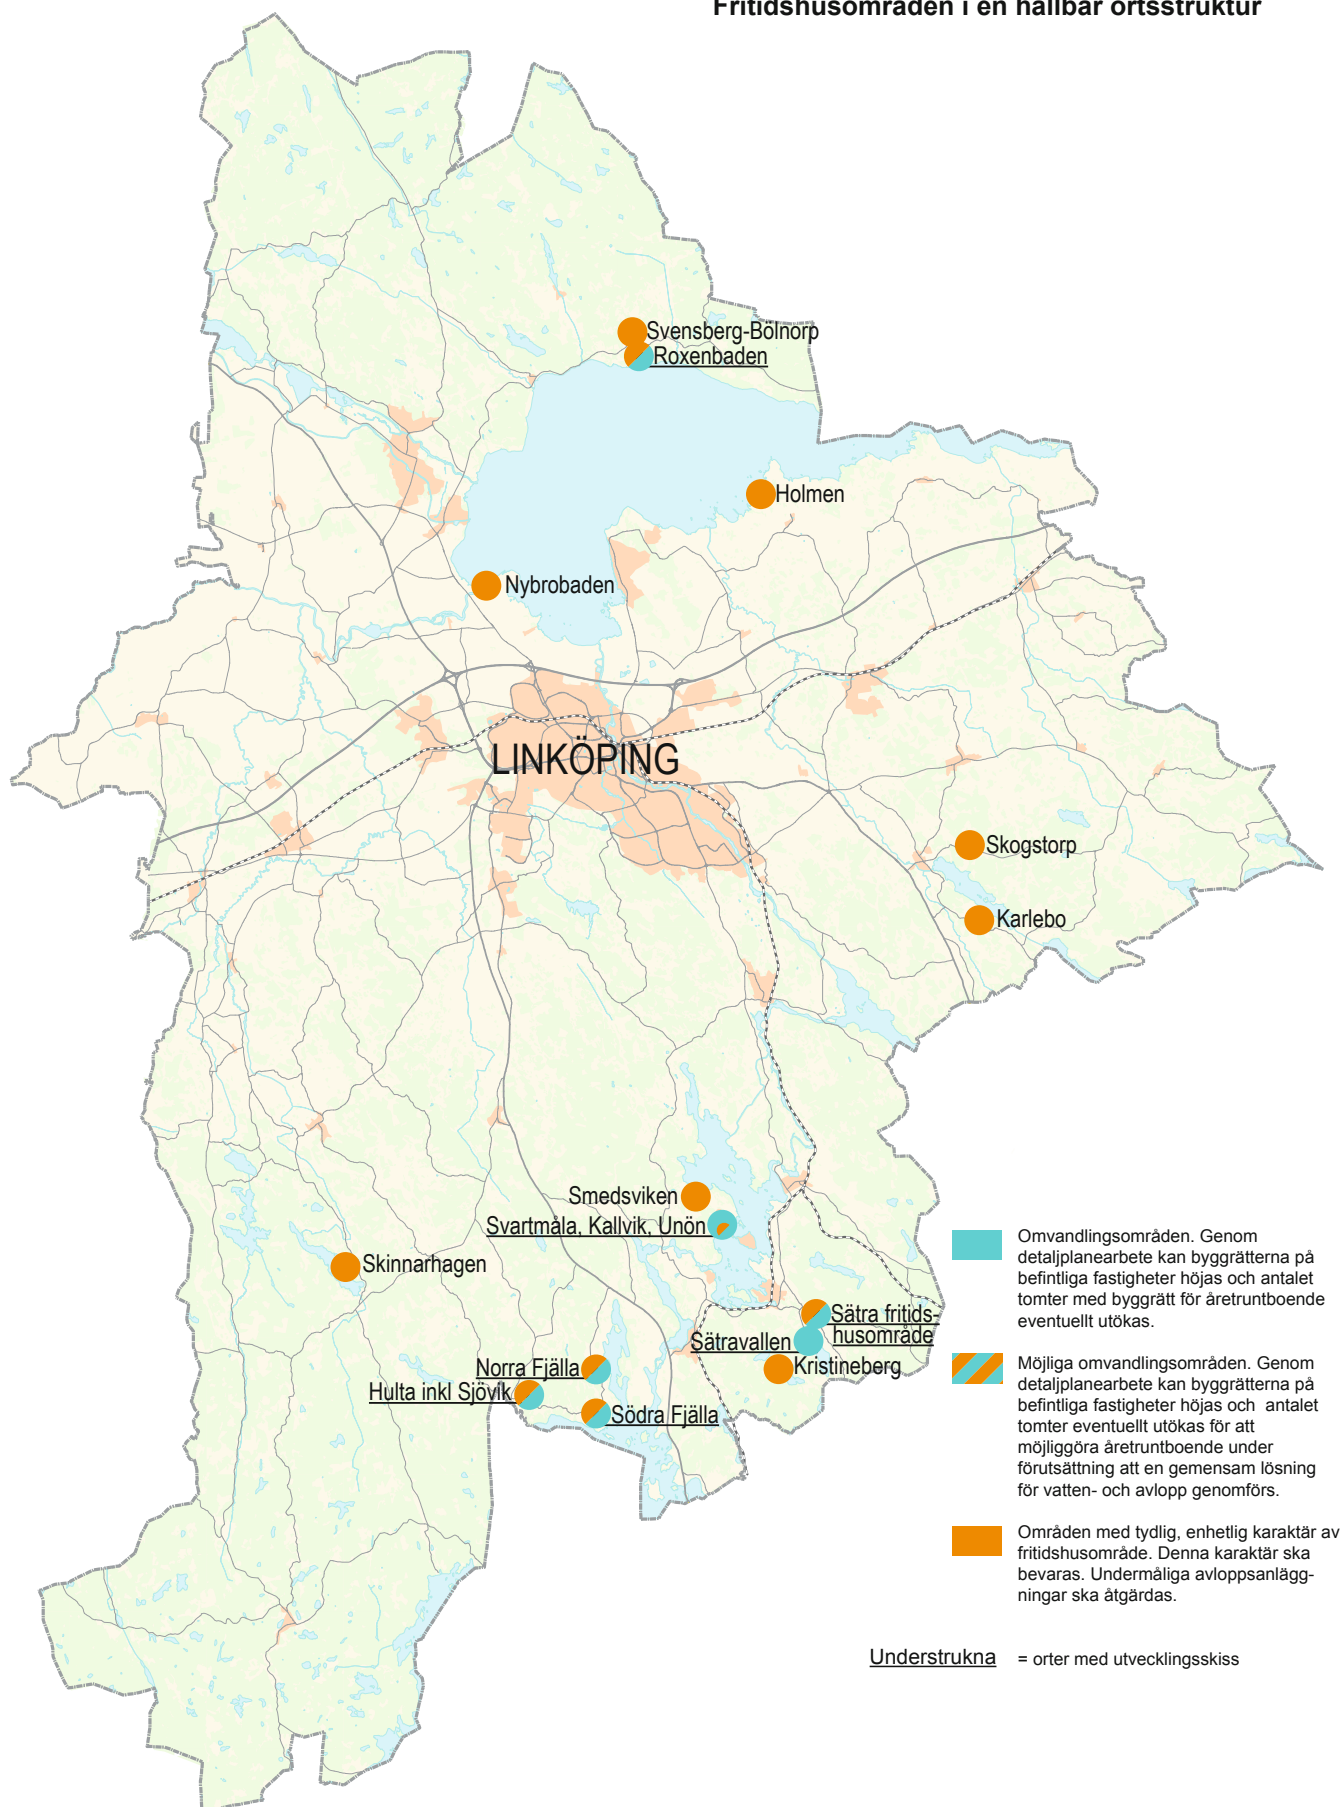 Fritidshusområden i en hållbar ortsstruktur
Svensberg-Bölnorp
Roxenbaden
Holmen
Nybrobaden
LINKÖPING
Skogstorp
Karlebo
Smedsviken
Svartmåla, Kallvik, Unön
Skinnarhagen
Sätra fritids-
husområde
Sätravallen
Kristineberg
Norra Fjälla
Hulta inkl Sjövik
Södra Fjälla
Omvandlingsområden. Genom
detaljplanearbete kan byggrätterna på
befintliga fastigheter höjas och antalet
tomter med byggrätt för åretruntboende
eventuellt utökas.
Möjliga omvandlingsområden. Genom
detaljplanearbete kan byggrätterna på
befintliga fastigheter höjas och antalet
tomter eventuellt utökas för att
möjliggöra åretruntboende under
förutsättning att en gemensam lösning
för vatten- och avlopp genomförs.
Områden med tydlig, enhetlig karaktär av
fritidshusområde. Denna karaktär ska
bevaras. Undermåliga avloppsanlägg-
ningar ska åtgärdas.
Understrukna = orter med utvecklingsskiss